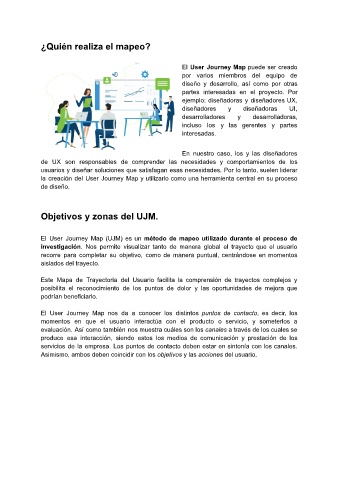 ¿Quién realiza el mapeo?
El User Journey Map puede ser creado
por varios miembros del equipo de
diseño y desarrollo, así como por otras
partes interesadas en el proyecto. Por
ejemplo: diseñadoras y diseñadores UX,
diseñadores y diseñadoras UI,
desarrolladores y desarrolladoras,
incluso los y las gerentes y partes
interesadas.
En nuestro caso, los y las diseñadores
de UX son responsables de comprender las necesidades y comportamientos de los
usuarios y diseñar soluciones que satisfagan esas necesidades. Por lo tanto, suelen liderar
la creación del User Journey Map y utilizarlo como una herramienta central en su proceso
de diseño.
Objetivos y zonas del UJM.
El User Journey Map (UJM) es un método de mapeo utilizado durante el proceso de
investigación. Nos permite visualizar tanto de manera global el trayecto que el usuario
recorre para completar su objetivo, como de manera puntual, centrándose en momentos
aislados del trayecto.
Este Mapa de Trayectoria del Usuario facilita la comprensión de trayectos complejos y
posibilita el reconocimiento de los puntos de dolor y las oportunidades de mejora que
podrían beneficiarlo.
El User Journey Map nos da a conocer los distintos puntos de contacto, es decir, los
momentos en que el usuario interactúa con el producto o servicio, y someterlos a
evaluación. Así como también nos muestra cuáles son los canales a través de los cuales se
produce esa interacción, siendo estos los medios de comunicación y prestación de los
servicios de la empresa. Los puntos de contacto deben estar en sintonía con los canales.
Asimismo, ambos deben coincidir con los objetivos y las acciones del usuario.